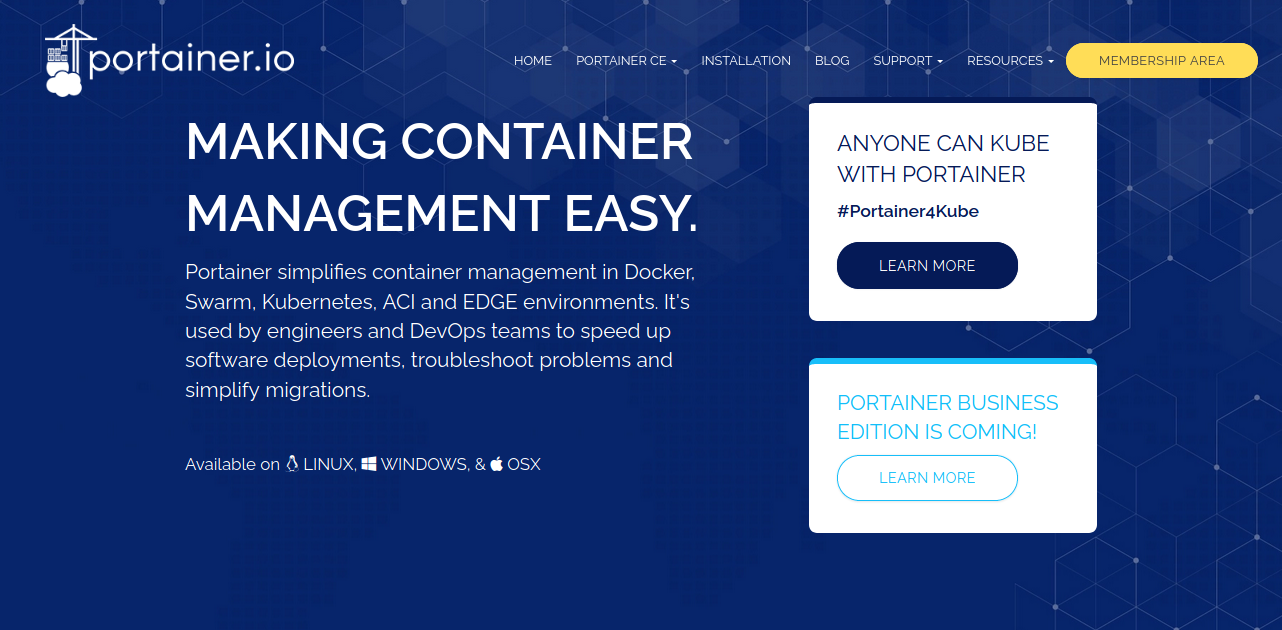 portainer.io
HOME PORTAINER CE INSTALLATION BLOG SUPPORT RESOURCES MEMBERSHIP AREA
MAKING CONTAINER
MANAGEMENT EASY.
Portainer simplifies container management in Docker,
Swarm, Kubernetes, ACI and EDGE environments. It's
used by engineers and DevOps teams to speed up
software deployments, troubleshoot problems and
simplify migrations.
Available on LINUX, WINDOWS, & OSX
ANYONE CAN KUBE
WITH PORTAINER
#Portainer4Kube
LEARN MORE
PORTAINER BUSINESS
EDITION IS COMING!
LEARN MORE